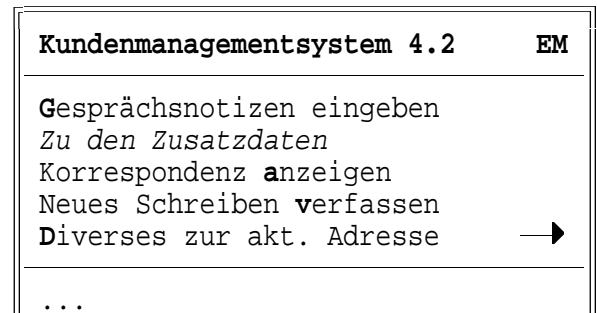 Kundenmanagementsystem 4.2 EM
Gesprächsnotizen eingeben
Zu den Zusatzdaten
Korrespondenz anzeigen
Neues Schreiben verfassen
Diverses zur akt. Adresse
...